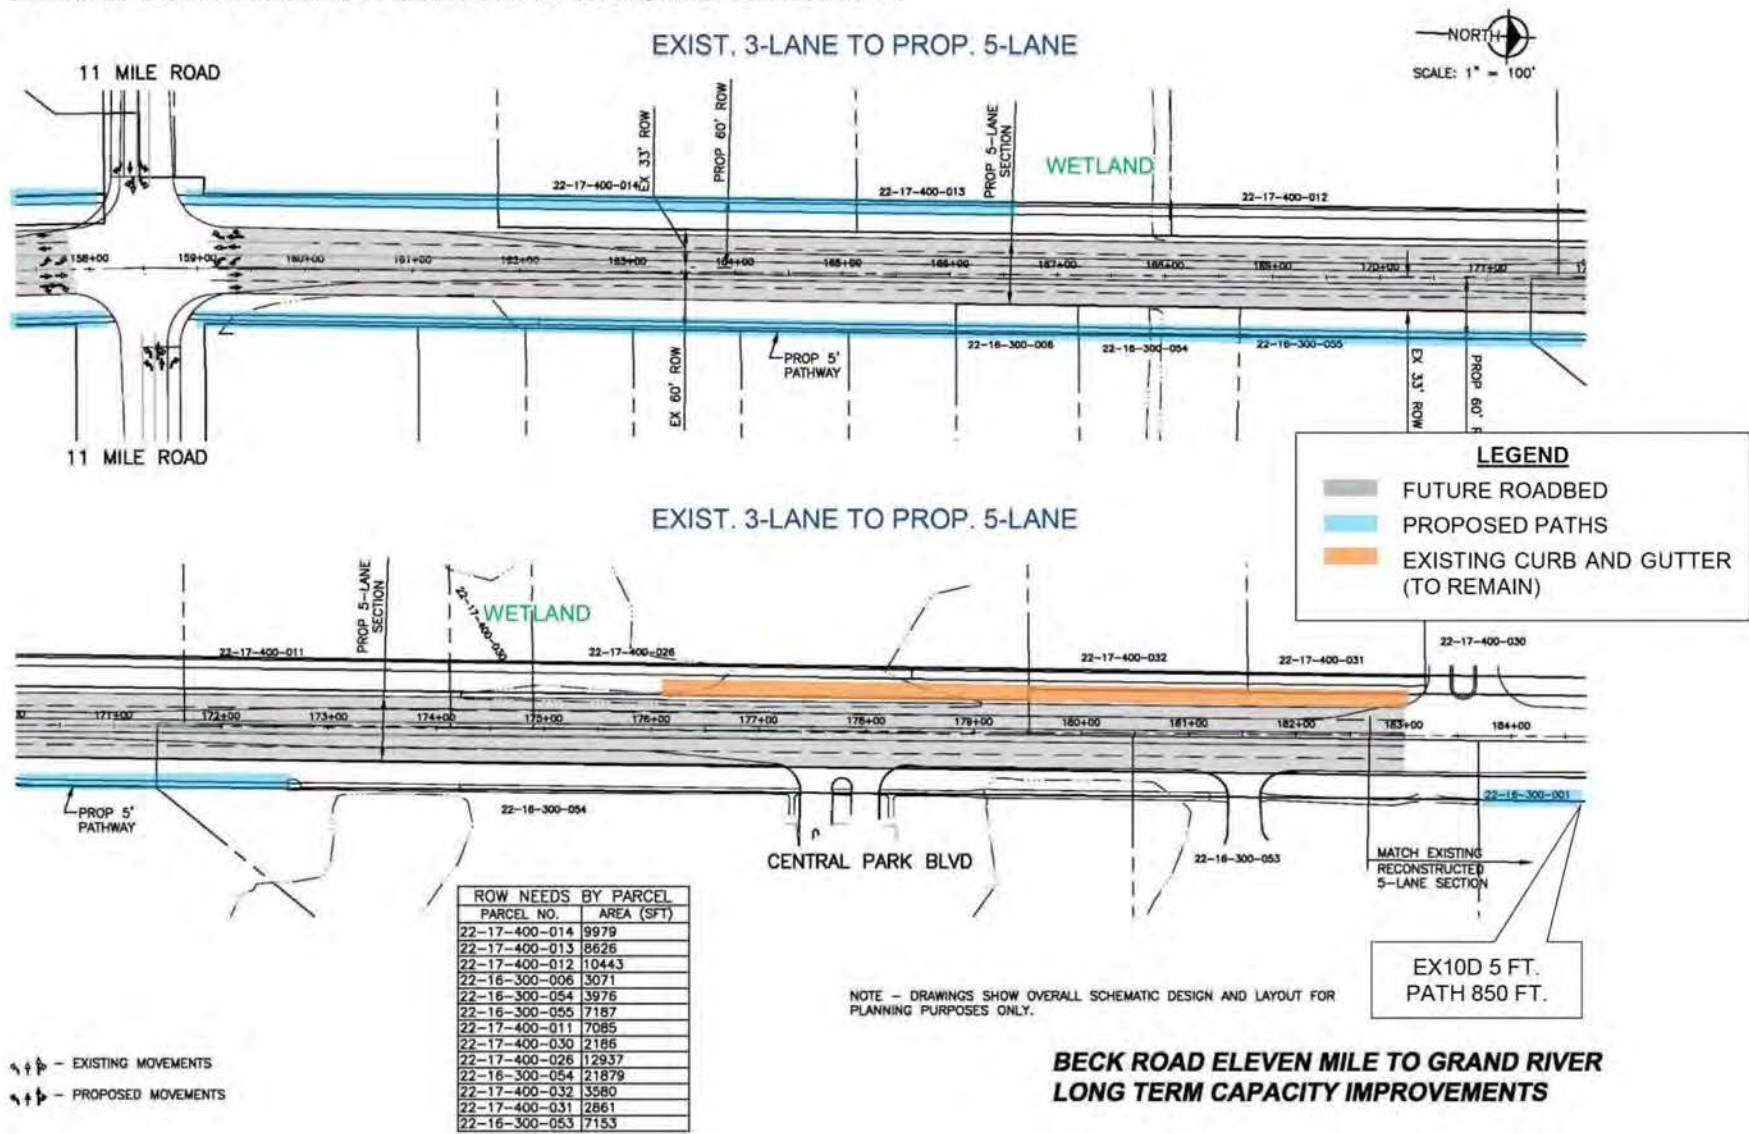 EXIST. 3-LANE TO PROP. 5-LANE
NORTH
SCALE: 1" = 100'
11 MILE ROAD
EX 33' ROW
PROP 60' ROW
PROP 5-LANE
SECTION
WETLAND
22-17-400-014
22-17-400-013
22-17-400-012
158+00
159+00
160+00
161+00
162+00
163+00
164+00
165+00
166+00
167+00
168+00
169+00
170+00
171+00
22-16-300-006
22-16-300-054
22-16-300-055
PROP 5'
PATHWAY
EX 60' ROW
EX 33' ROW
PROP 60'
11 MILE ROAD
LEGEND
FUTURE ROADBED
PROPOSED PATHS
EXISTING CURB AND GUTTER
(TO REMAIN)
EXIST. 3-LANE TO PROP. 5-LANE
PROP 5-LANE
SECTION
22-17-400-030
WETLAND
22-17-400-011
22-17-400-026
22-17-400-032
22-17-400-031
22-17-400-030
171+00
172+00
173+00
174+00
175+00
176+00
177+00
178+00
179+00
180+00
181+00
182+00
183+00
184+00
PROP 5'
PATHWAY
22-16-300-054
CENTRAL PARK BLVD
22-16-300-053
22-16-300-001
MATCH EXISTING
RECONSTRUCTED
5-LANE SECTION
EX10D 5 FT.
PATH 850 FT.
ROW NEEDS BY PARCEL
PARCEL NO. AREA (SFT)
22-17-400-014 9979
22-17-400-013 8626
22-17-400-012 10443
22-16-300-006 3071
22-16-300-054 3976
22-16-300-055 7187
22-17-400-011 7085
22-17-400-030 2186
22-17-400-026 12937
22-16-300-054 21879
22-17-400-032 3580
22-17-400-031 2861
22-16-300-053 7153
NOTE - DRAWINGS SHOW OVERALL SCHEMATIC DESIGN AND LAYOUT FOR
PLANNING PURPOSES ONLY.
- EXISTING MOVEMENTS
- PROPOSED MOVEMENTS
BECK ROAD ELEVEN MILE TO GRAND RIVER
LONG TERM CAPACITY IMPROVEMENTS